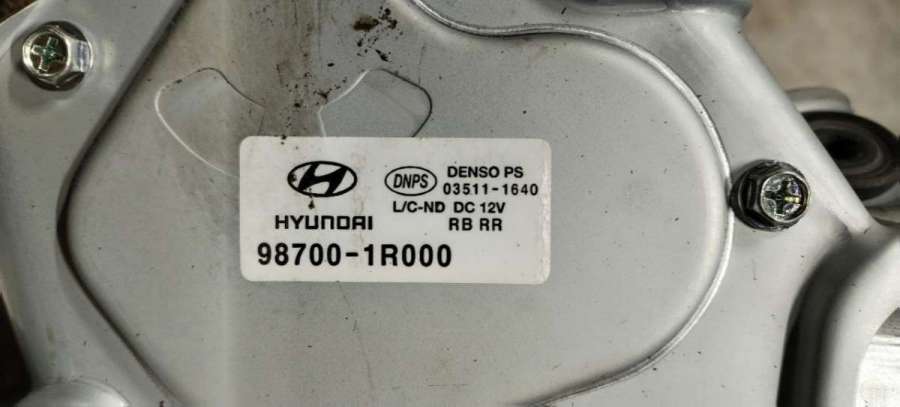 DNPS
DENSO PS
03511-1640
HYUNDAI
L/C-ND DC 12V
RB RR
98700-1R000